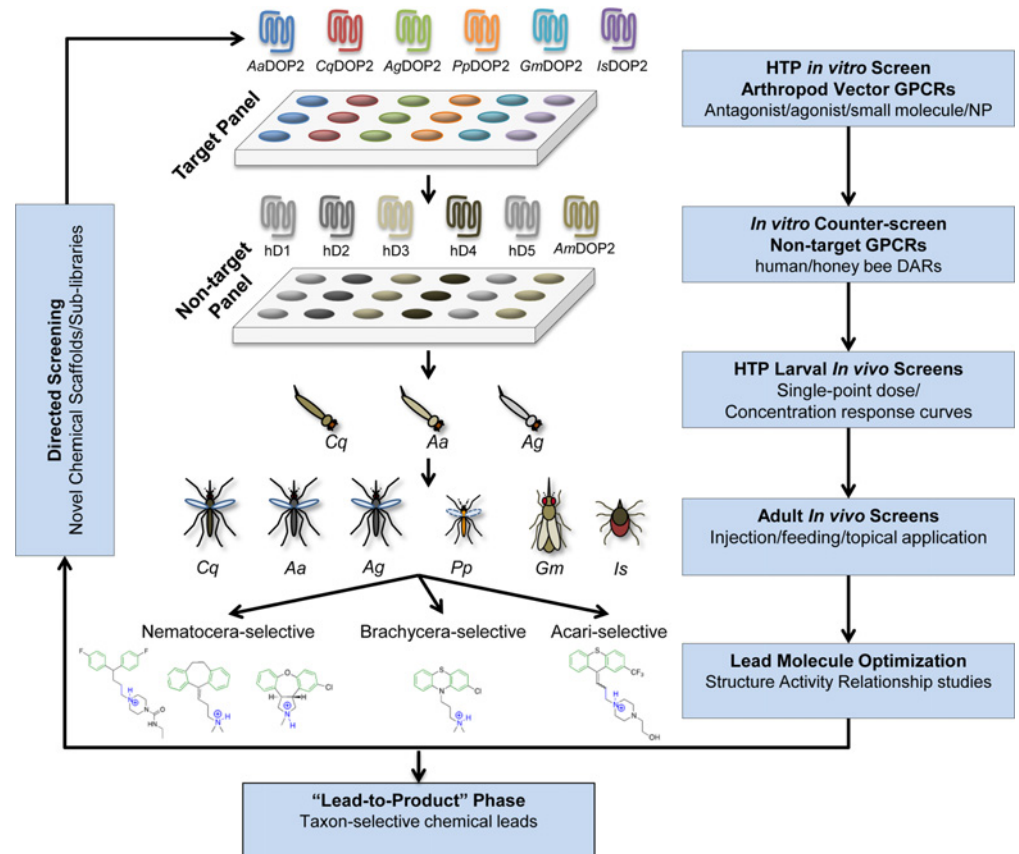 AaDOP2 CqDOP2 AgDOP2 PpDOP2 GmDOP2 IsDOP2
Target Panel
hD1 hD2 hD3 hD4 hD5 AmDOP2
Non-target
Panel
Cq Aa Ag
Cq Aa Ag Pp Gm Is
Nematocera-selective Brachycera-selective Acari-selective
F F N H N O HN
N H
O Cl H H N H
S N Cl N H
S CF₃ N H N OH
Directed Screening
Novel Chemical Scaffolds/Sub-libraries
HTP in vitro Screen
Arthropod Vector GPCRs
Antagonist/agonist/small molecule/NP
In vitro Counter-screen
Non-target GPCRs
human/honey bee DARs
HTP Larval In vivo Screens
Single-point dose/
Concentration response curves
Adult In vivo Screens
Injection/feeding/topical application
Lead Molecule Optimization
Structure Activity Relationship studies
“Lead-to-Product” Phase
Taxon-selective chemical leads